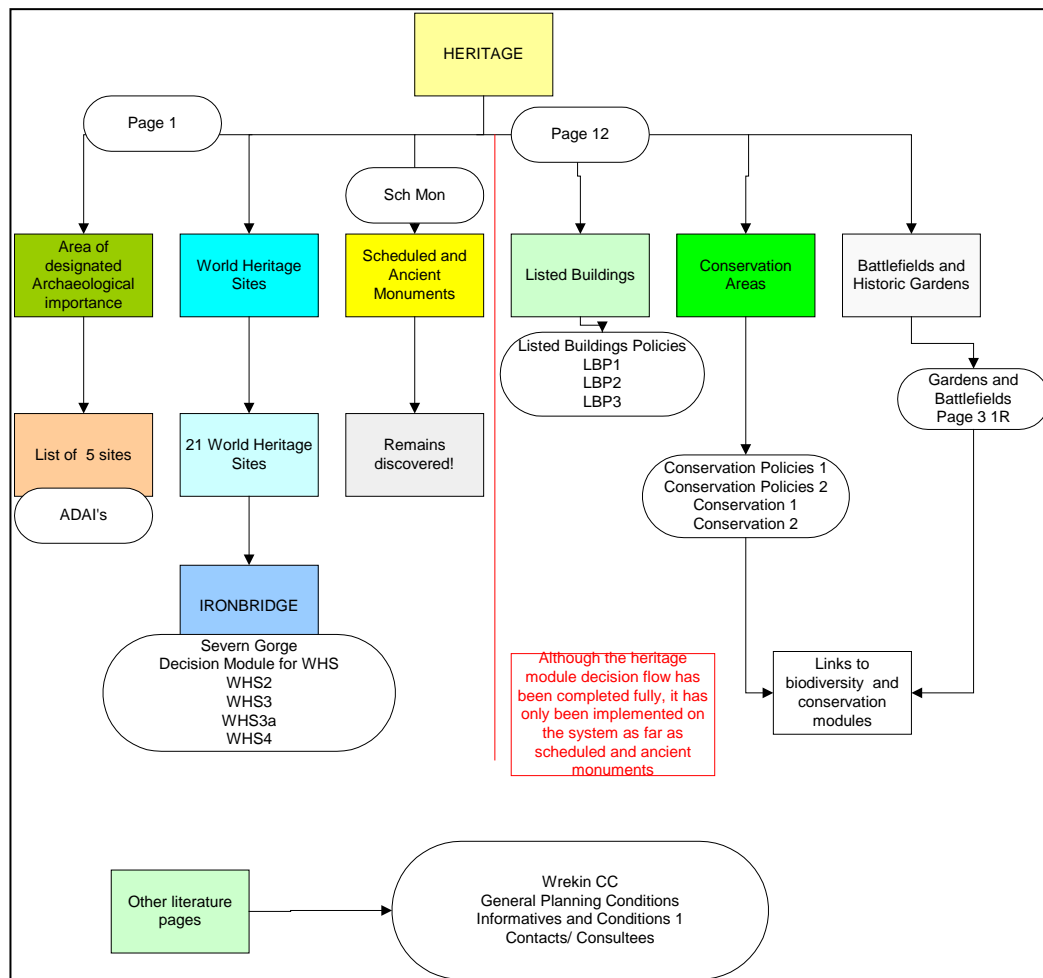 HERITAGE
Page 1
Page 12
Sch Mon
Area of
designated
Archaeological
importance
World Heritage
Sites
Scheduled and
Ancient
Monuments
Listed Buildings
Conservation
Areas
Battlefields and
Historic Gardens
Listed Buildings Policies
LBP1
LBP2
LBP3
Gardens and
Battlefields
Page 3 1R
List of 5 sites
ADAI's
21 World Heritage
Sites
Remains
discovered!
Conservation Policies 1
Conservation Policies 2
Conservation 1
Conservation 2
IRONBRIDGE
Severn Gorge
Decision Module for WHS
WHS2
WHS3
WHS3a
WHS4
Although the heritage
module decision flow has
been completed fully, it has
only been implemented on
the system as far as
scheduled and ancient
monuments
Links to
biodiversity and
conservation
modules
Other literature
pages
Wrekin CC
General Planning Conditions
Informatives and Conditions 1
Contacts/ Consultees